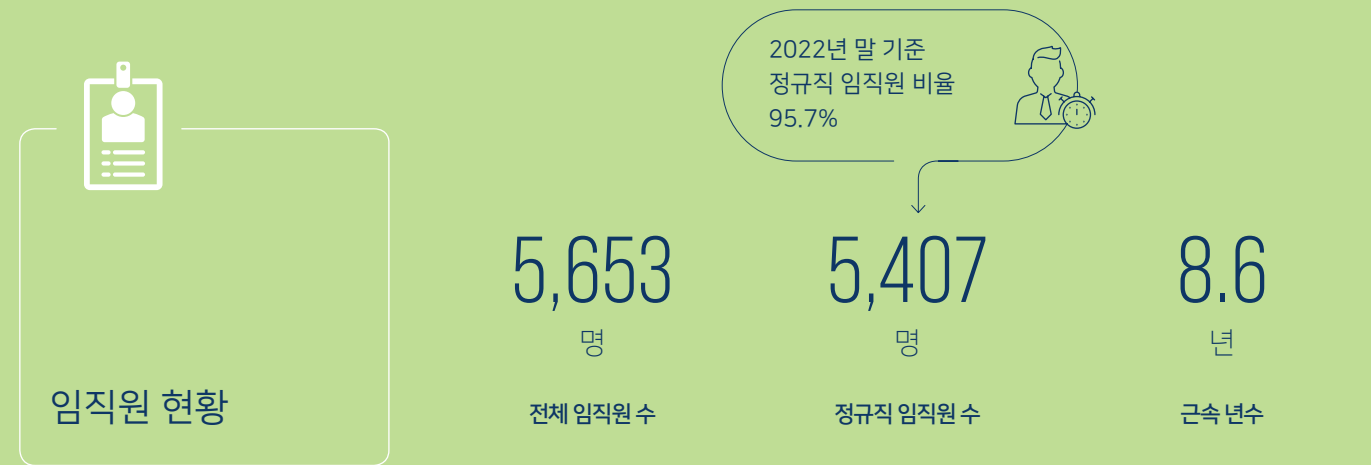 2022년 말 기준
정규직 임직원 비율
95.7%
임직원 현황
5,653
명
전체 임직원 수
5,407
명
정규직 임직원 수
8.6
년
근속 년수